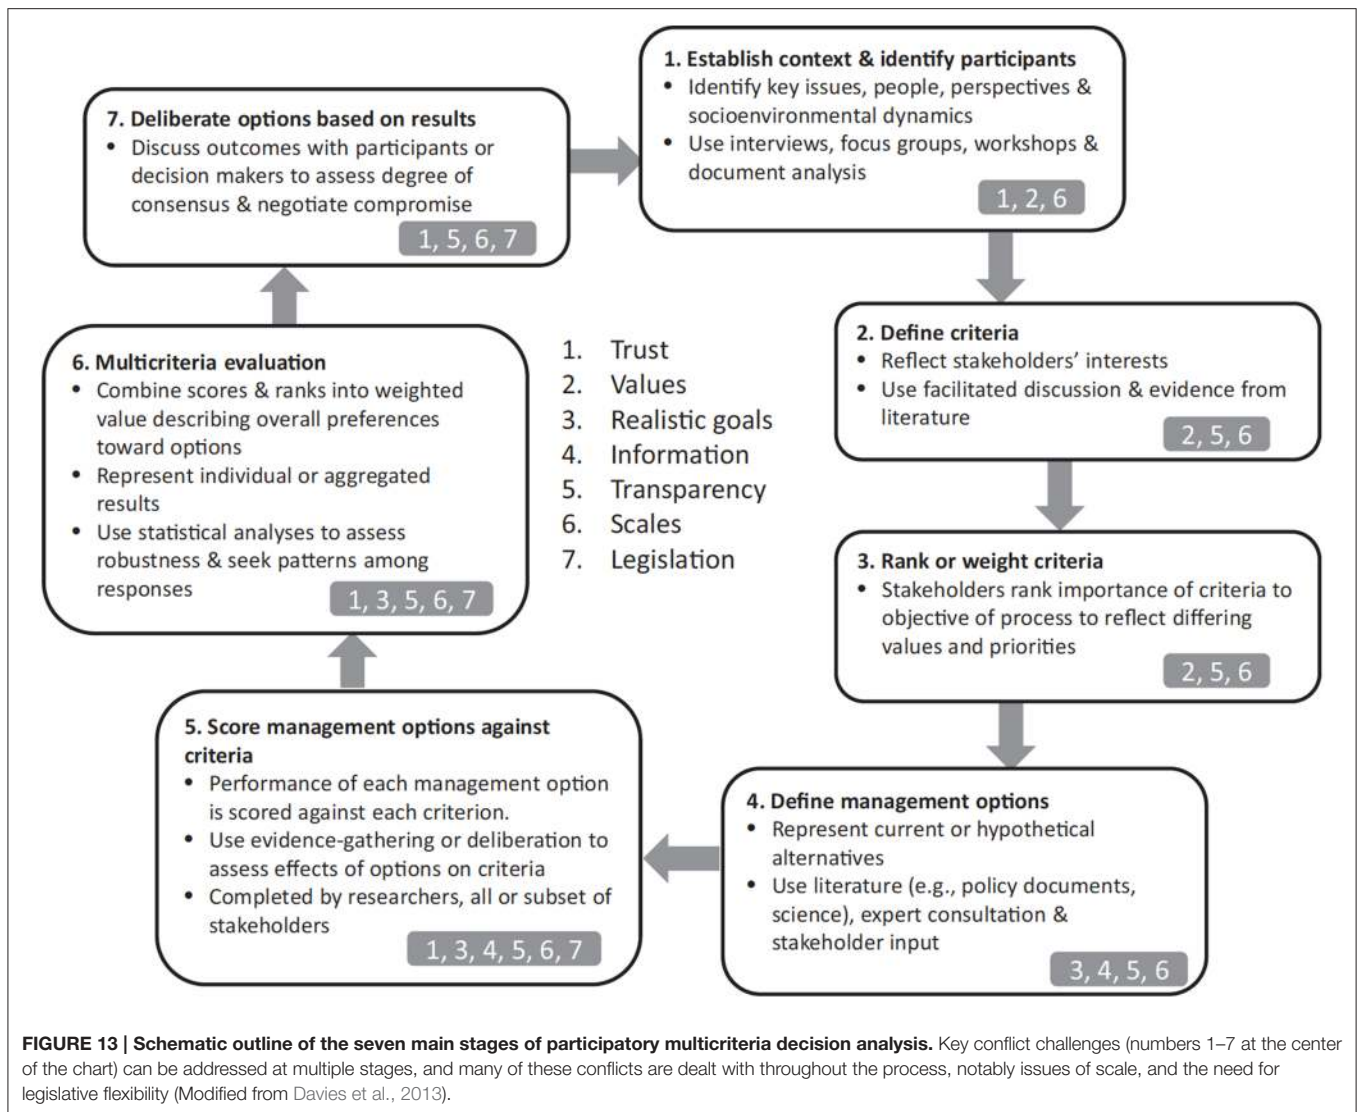 1. Establish context & identify participants
• Identify key issues, people, perspectives &
socioenvironmental dynamics
• Use interviews, focus groups, workshops &
document analysis
1, 2, 6
2. Define criteria
• Reflect stakeholders’ interests
• Use facilitated discussion & evidence from
literature
2, 5, 6
3. Rank or weight criteria
• Stakeholders rank importance of criteria to
objective of process to reflect differing
values and priorities
2, 5, 6
4. Define management options
• Represent current or hypothetical
alternatives
• Use literature (e.g., policy documents,
science), expert consultation &
stakeholder input
3, 4, 5, 6
5. Score management options against
criteria
• Performance of each management option
is scored against each criterion.
• Use evidence-gathering or deliberation to
assess effects of options on criteria
• Completed by researchers, all or subset of
stakeholders
1, 3, 4, 5, 6, 7
6. Multicriteria evaluation
• Combine scores & ranks into weighted
value describing overall preferences
toward options
• Represent individual or aggregated
results
• Use statistical analyses to assess
robustness & seek patterns among
responses
1, 3, 5, 6, 7
7. Deliberate options based on results
• Discuss outcomes with participants or
decision makers to assess degree of
consensus & negotiate compromise
1, 5, 6, 7
1. Trust
2. Values
3. Realistic goals
4. Information
5. Transparency
6. Scales
7. Legislation
FIGURE 13 | Schematic outline of the seven main stages of participatory multicriteria decision analysis. Key conflict challenges (numbers 1–7 at the center
of the chart) can be addressed at multiple stages, and many of these conflicts are dealt with throughout the process, notably issues of scale, and the need for
legislative flexibility (Modified from Davies et al., 2013).